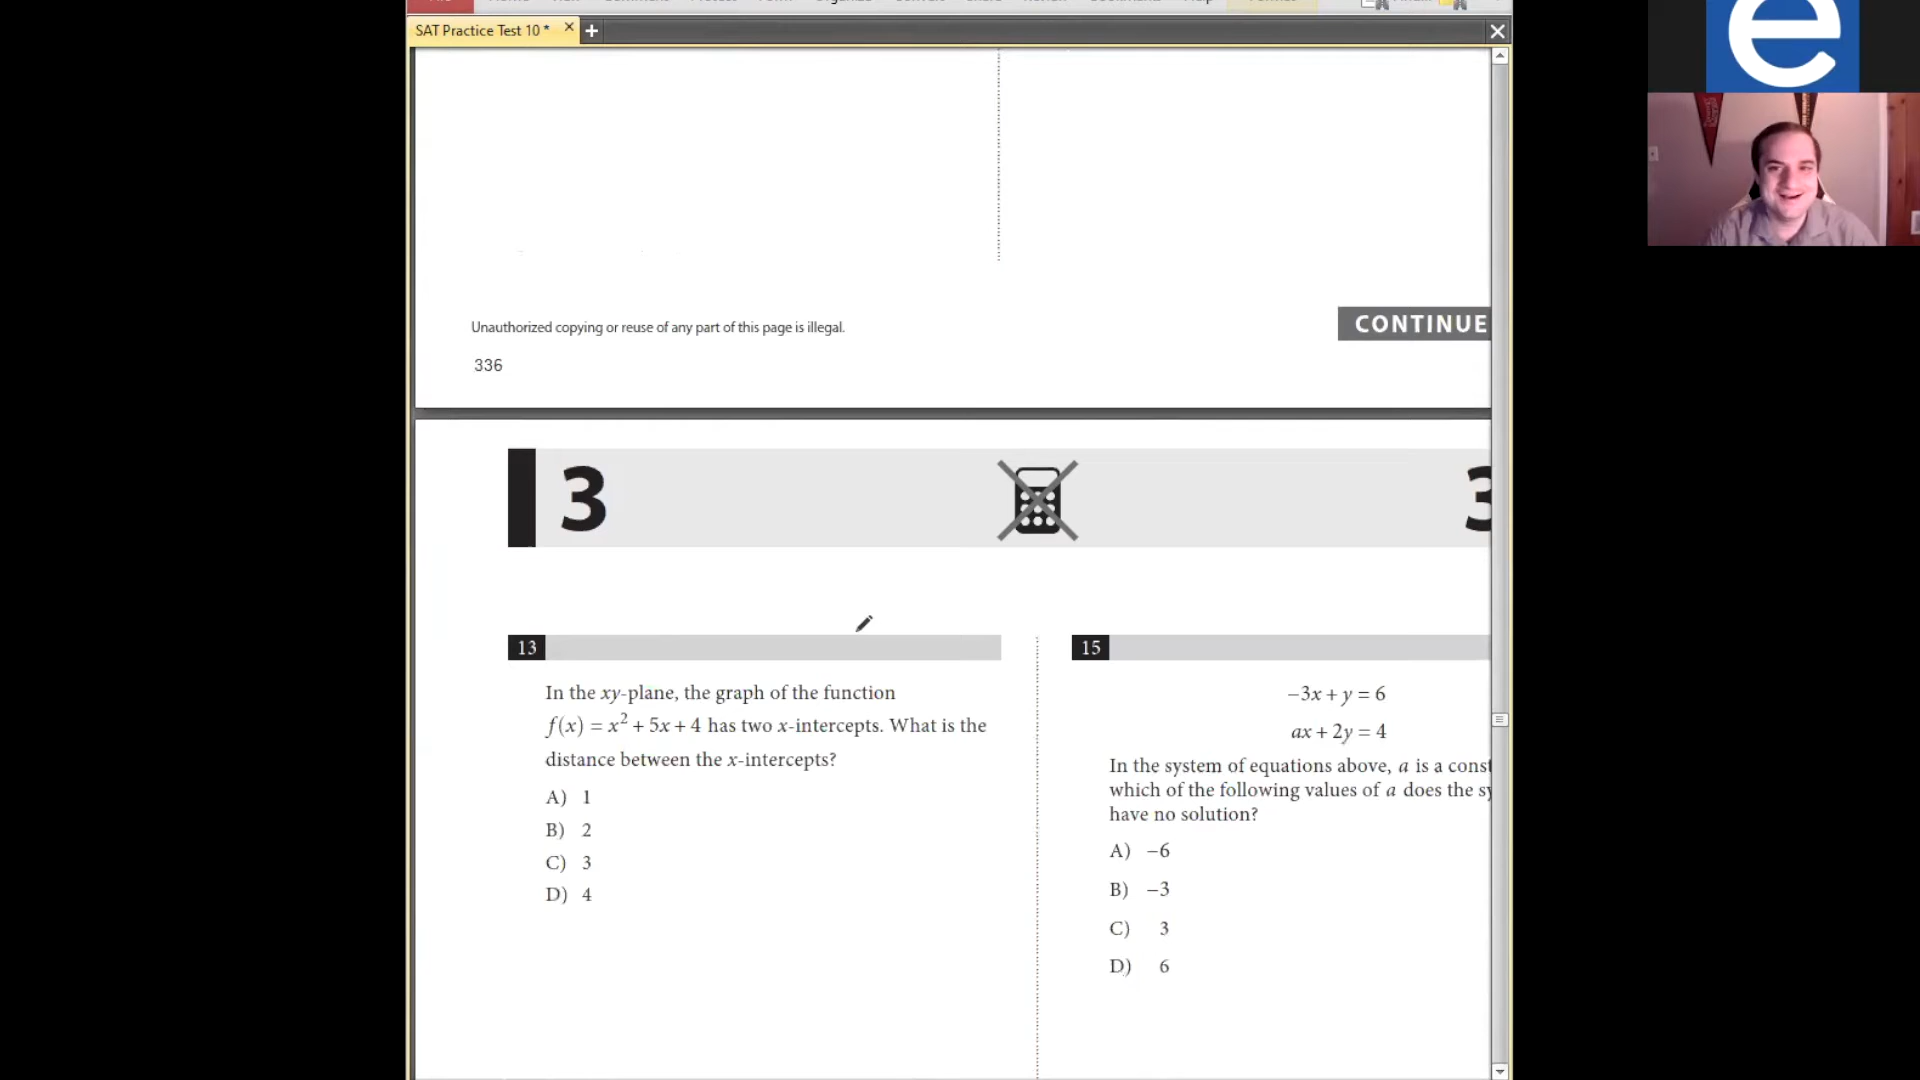 SAT Practice Test 10 *
Unauthorized copying or reuse of any part of this page is illegal.
CONTINUE
336
3
3
13
In the xy-plane, the graph of the function
f(x) = x² + 5x + 4 has two x-intercepts. What is the
distance between the x-intercepts?
A) 1
B) 2
C) 3
D) 4
15
−3x + y = 6
ax + 2y = 4
In the system of equations above, a is a const
which of the following values of a does the sy
have no solution?
A) −6
B) −3
C) 3
D) 6
e